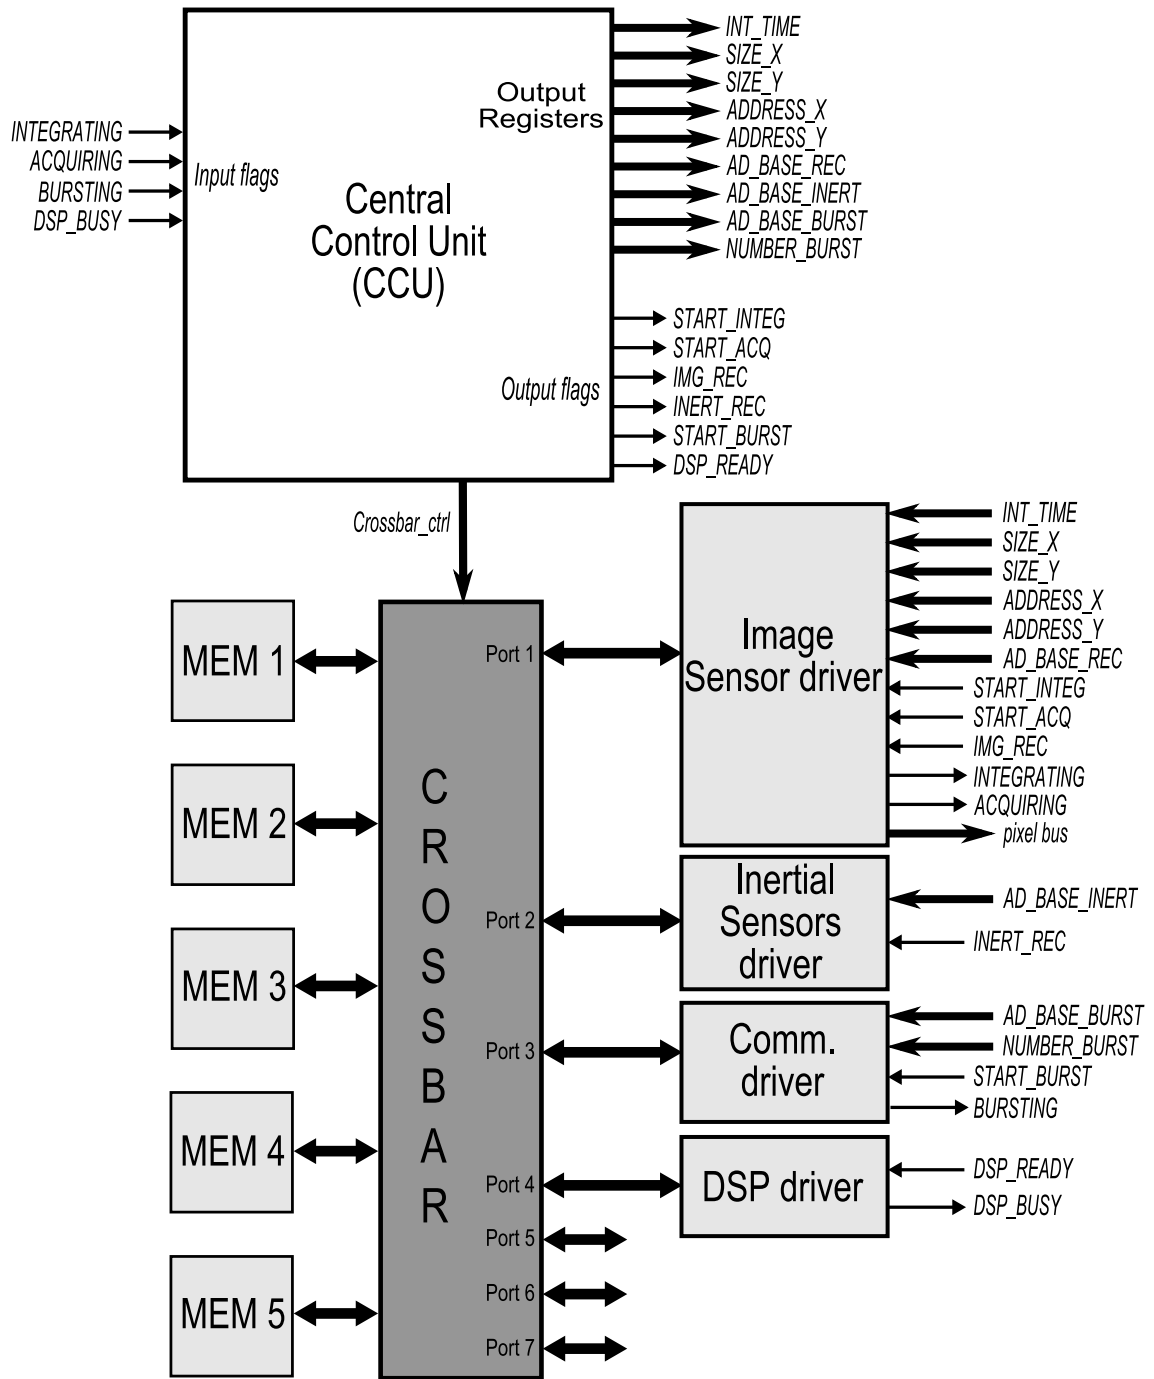 INT_TIME
SIZE_X
SIZE_Y
ADDRESS_X
ADDRESS_Y
AD_BASE_REC
AD_BASE_INERT
AD_BASE_BURST
NUMBER_BURST
Output
Registers
INTEGRATING
ACQUIRING
BURSTING
DSP_BUSY
Input flags
Central
Control Unit
(CCU)
START_INTEG
START_ACQ
IMG_REC
INERT_REC
START_BURST
DSP_READY
Output flags
Crossbar_ctrl
MEM 1
MEM 2
MEM 3
MEM 4
MEM 5
CROSSBAR
Port 1
Port 2
Port 3
Port 4
Port 5
Port 6
Port 7
Image
Sensor driver
INT_TIME
SIZE_X
SIZE_Y
ADDRESS_X
ADDRESS_Y
AD_BASE_REC
START_INTEG
START_ACQ
IMG_REC
INTEGRATING
ACQUIRING
pixel bus
Inertial
Sensors
driver
AD_BASE_INERT
INERT_REC
Comm.
driver
AD_BASE_BURST
NUMBER_BURST
START_BURST
BURSTING
DSP driver
DSP_READY
DSP_BUSY